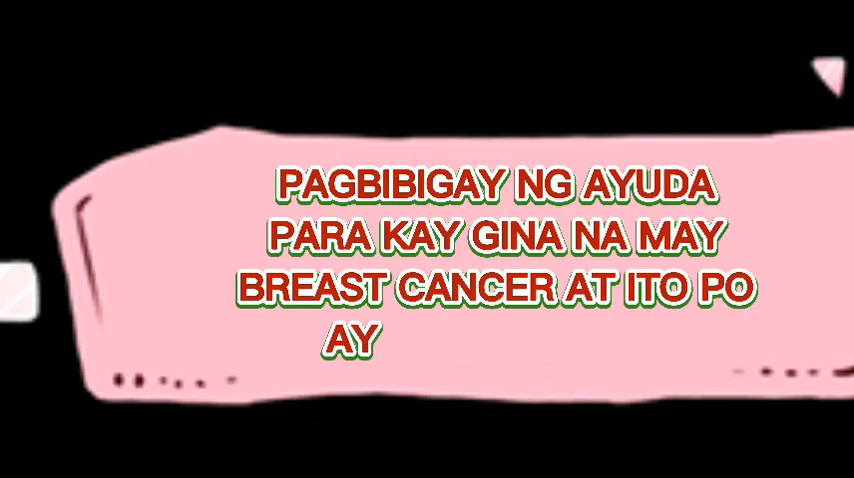 PAGBIBIGAY NG AYUDA
PARA KAY GINA NA MAY
BREAST CANCER AT ITO PO
AY